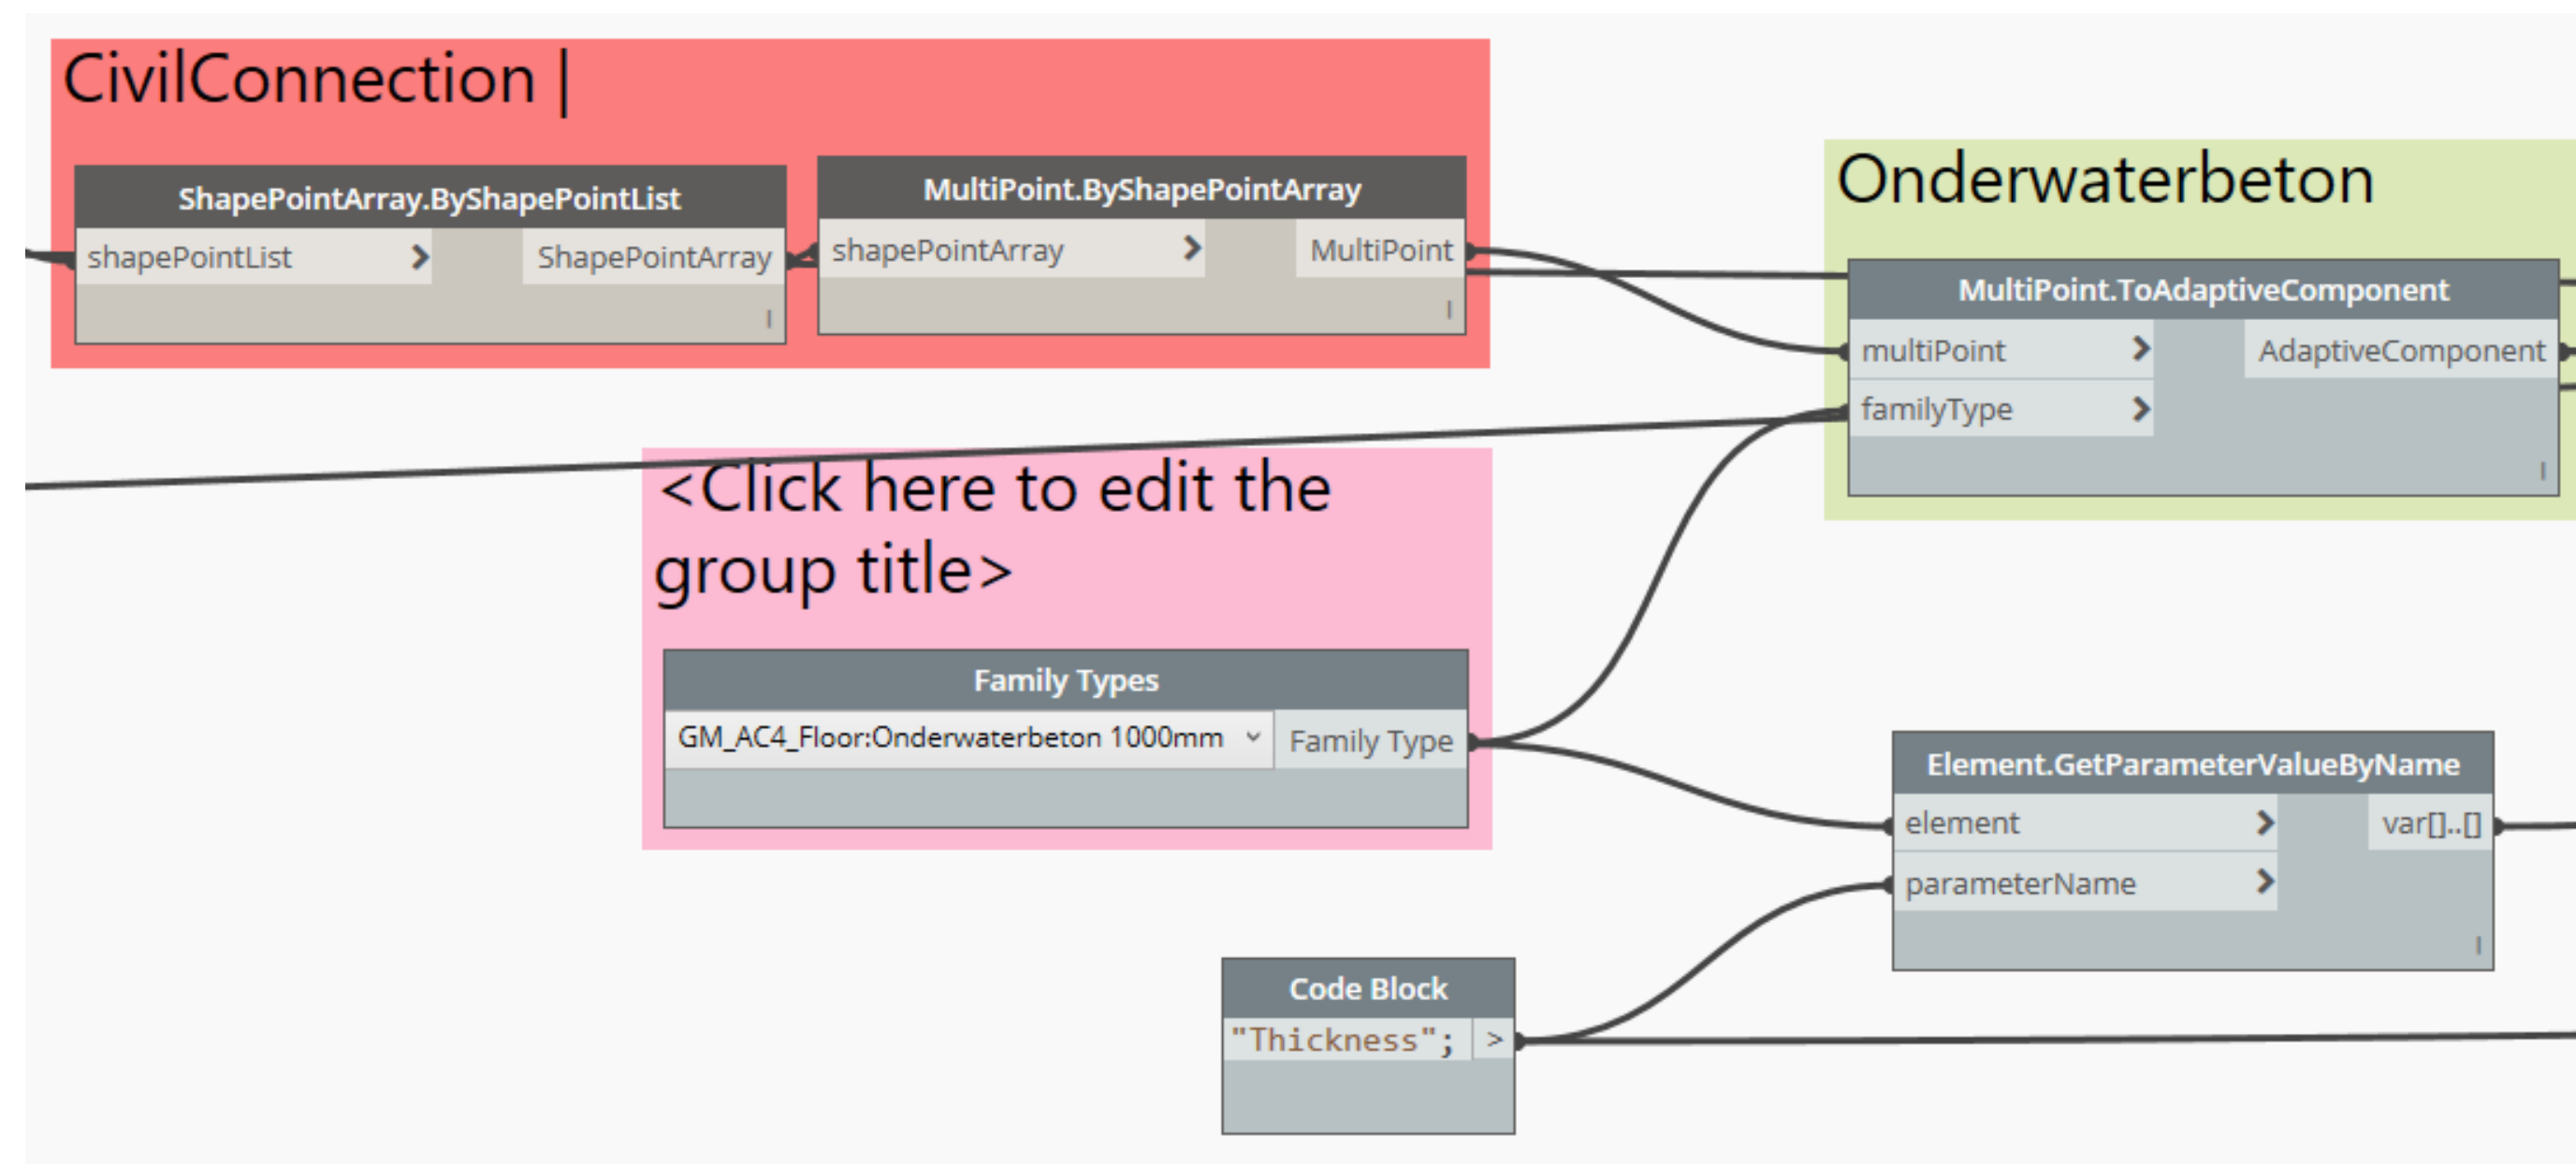 CivilConnection |
ShapePointArray.ByShapePointList
shapePointList >
ShapePointArray
MultiPoint.ByShapePointArray
shapePointArray >
MultiPoint
Onderwaterbeton
MultiPoint.ToAdaptiveComponent
multiPoint >
AdaptiveComponent
familyType >
<Click here to edit the
group title>
Family Types
GM_AC4_Floor:Onderwaterbeton 1000mm
Family Type
Element.GetParameterValueByName
element >
var[]..[]
parameterName >
Code Block
"Thickness"; >